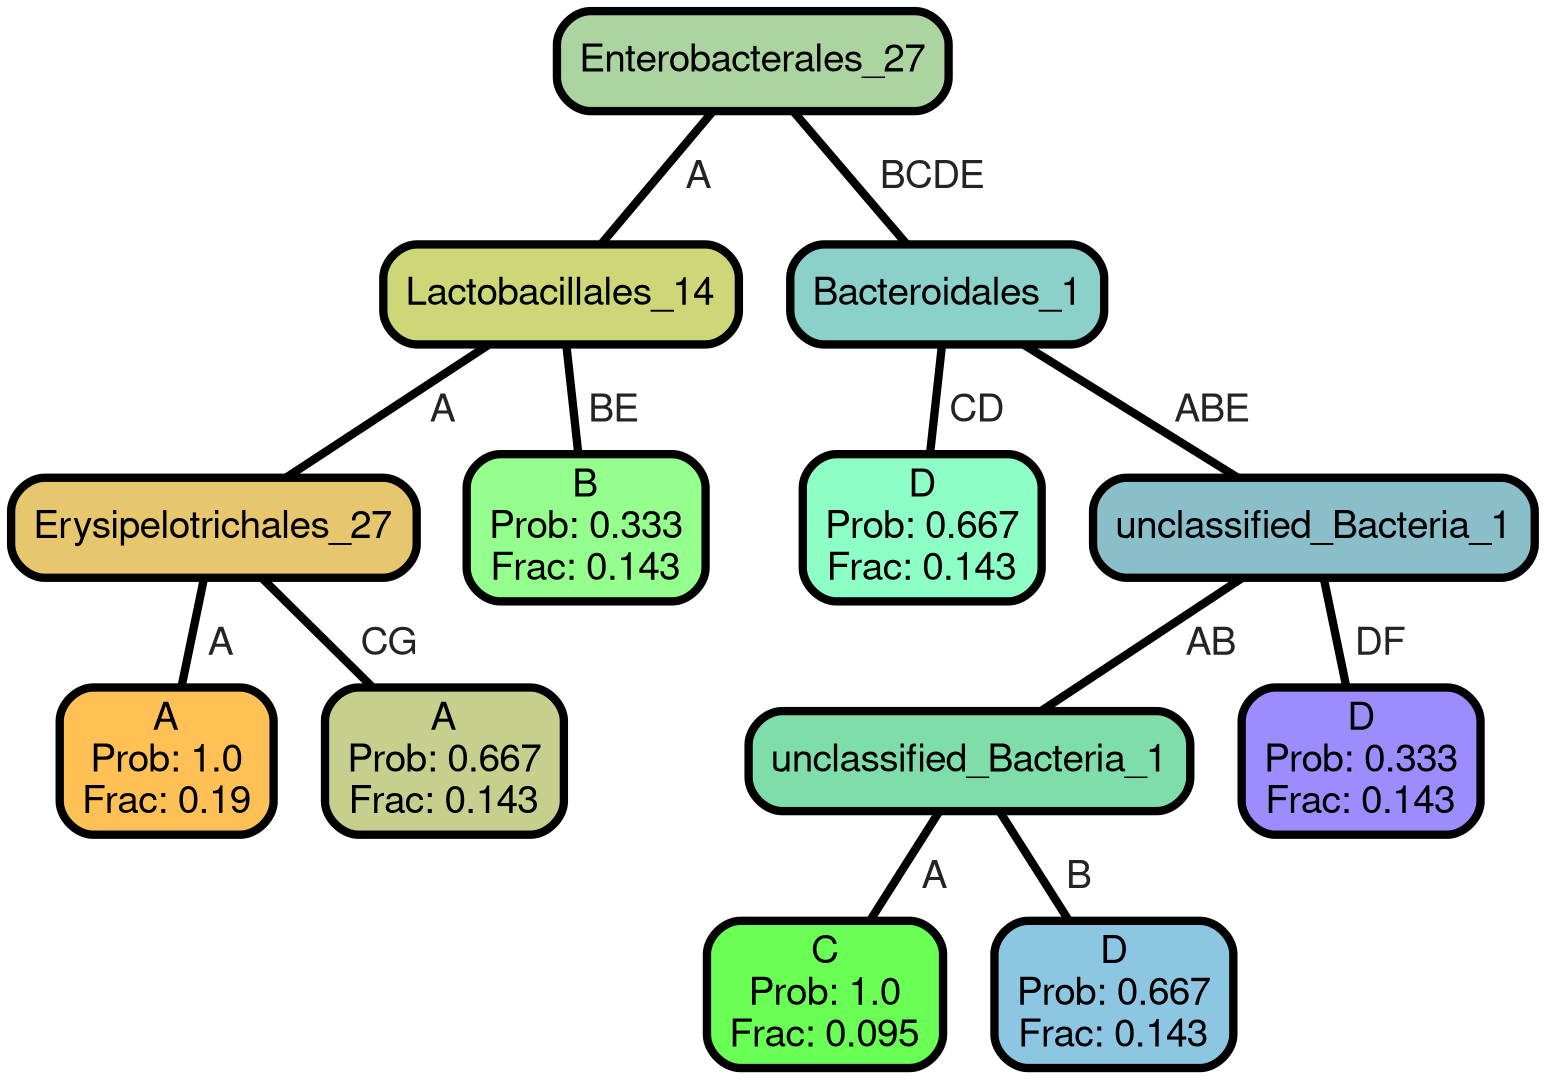 Enterobacterales_27
A
BCDE
Lactobacillales_14
Bacteroidales_1
A
BE
CD
ABE
Erysipelotrichales_27
B
Prob: 0.333
Frac: 0.143
D
Prob: 0.667
Frac: 0.143
unclassified_Bacteria_1
A
CG
AB
DF
A
Prob: 1.0
Frac: 0.19
A
Prob: 0.667
Frac: 0.143
unclassified_Bacteria_1
D
Prob: 0.333
Frac: 0.143
A
B
C
Prob: 1.0
Frac: 0.095
D
Prob: 0.667
Frac: 0.143